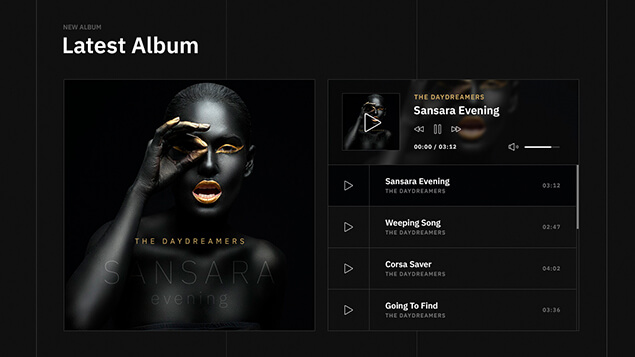 NEW ALBUM
Latest Album
THE DAYDREAMERS
SANSARA
evening
THE DAYDREAMERS
Sansara Evening
00:00 / 03:12
Sansara Evening
THE DAYDREAMERS
03:12
Weeping Song
THE DAYDREAMERS
02:47
Corsa Saver
THE DAYDREAMERS
04:02
Going To Find
THE DAYDREAMERS
03:36